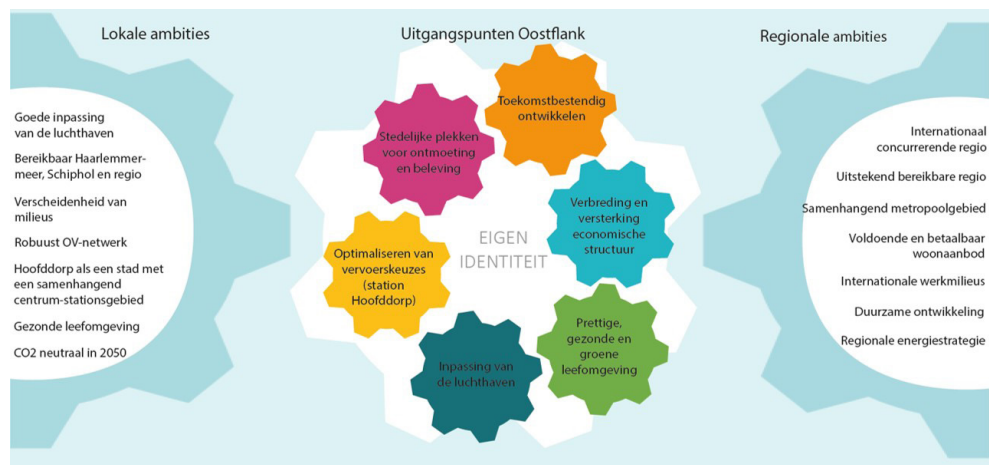 Lokale ambities
Goede inpassing
van de luchthaven
Bereikbaar Haarlemmer-
meer, Schiphol en regio
Verscheidenheid van
milieus
Robuust OV-netwerk
Hoofddorp als een stad met
een samenhangend
centrum-stationsgebied
Gezonde leefomgeving
CO2 neutraal in 2050
Uitgangspunten Oostflank
Toekomstbestendig
ontwikkelen
Stedelijke plekken
voor ontmoeting
en beleving
Verbreding en
versterking
economische
structuur
EIGEN
IDENTITEIT
Optimaliseren van
vervoerskeuzes
(station
Hoofddorp)
Prettige,
gezonde en
groene
leefomgeving
Inpassing van
de luchthaven
Regionale ambities
Internationaal
concurrerende regio
Uitstekend bereikbare regio
Samenhangend metropoolgebied
Voldoende en betaalbaar
woonaanbod
Internationale werkmilieus
Duurzame ontwikkeling
Regionale energiestrategie